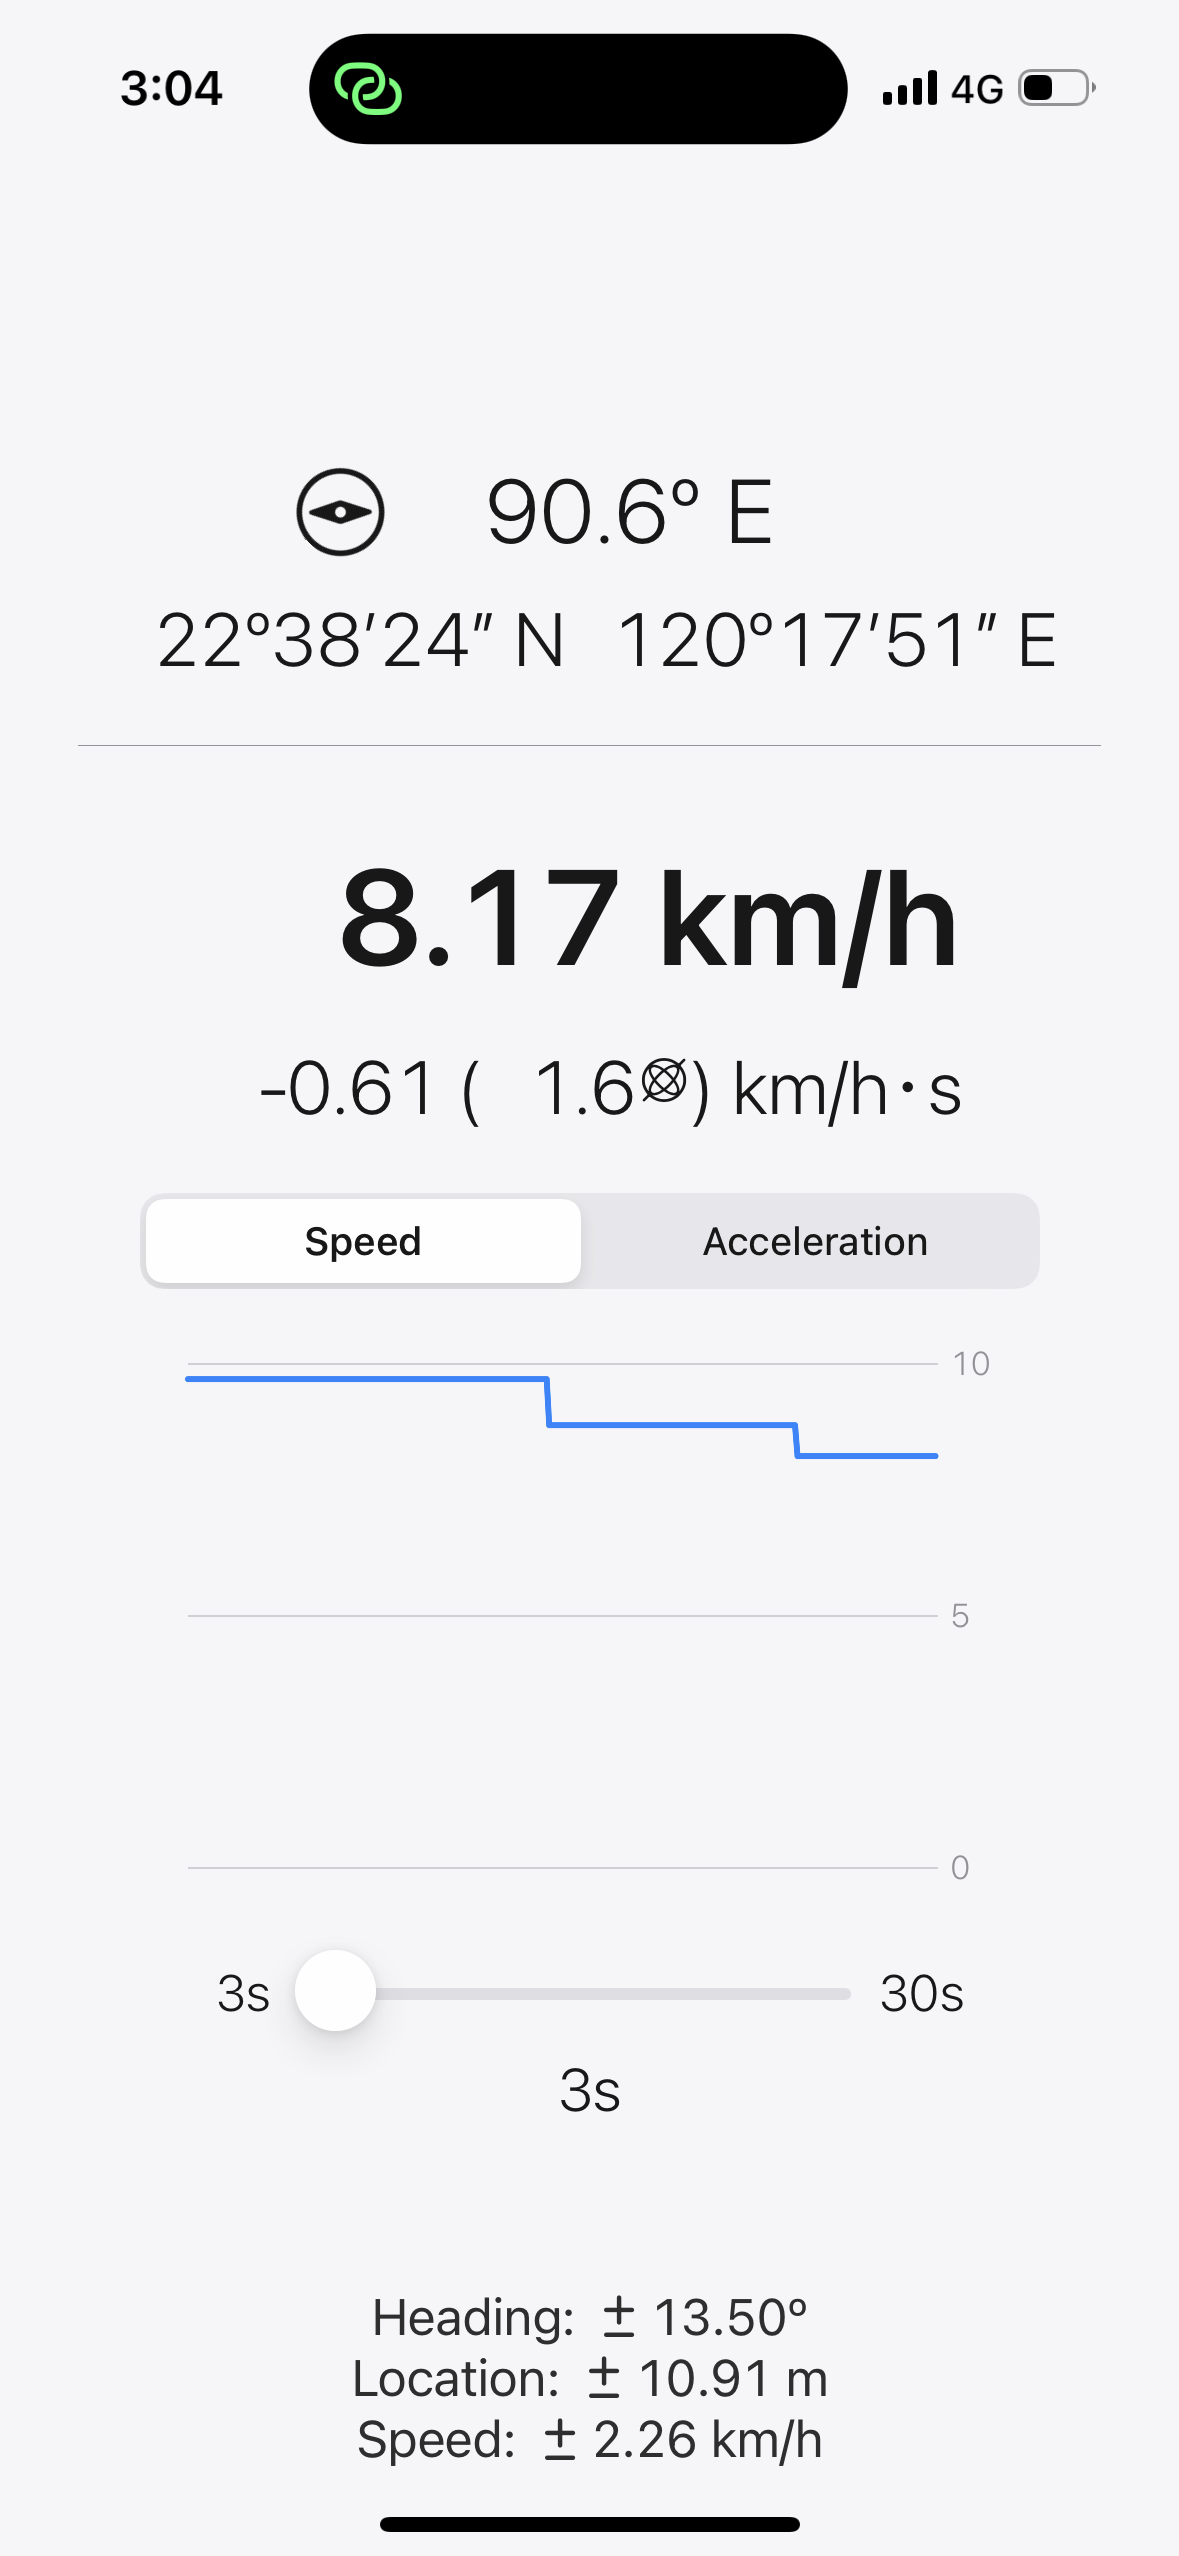 3:04 4G
90.6° E
22°38′24″ N 120°17′51″ E
8.17 km/h
-0.61 ( 1.6) km/h·s
Speed Acceleration
10
5
0
3s 30s
3s
Heading: ± 13.50°
Location: ± 10.91 m
Speed: ± 2.26 km/h